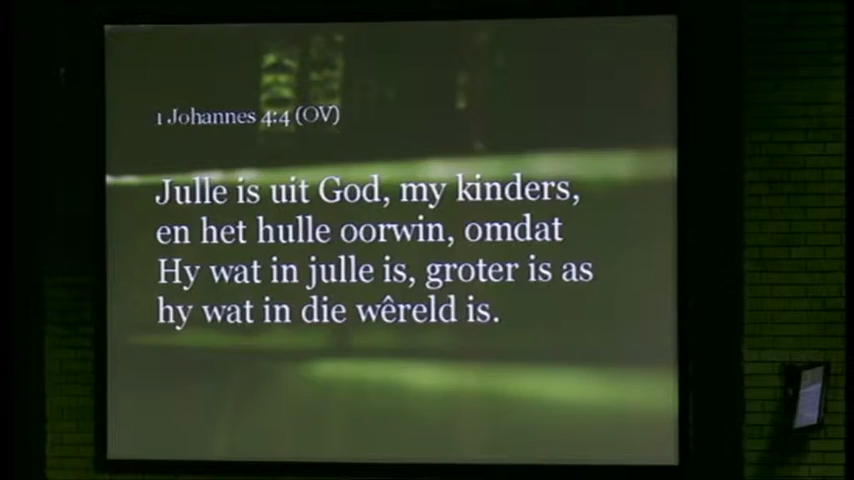 1 Johannes 4:4 (OV)
Julle is uit God, my kinders,
en het hulle oorwin, omdat
Hy wat in julle is, groter is as
hy wat in die wêreld is.